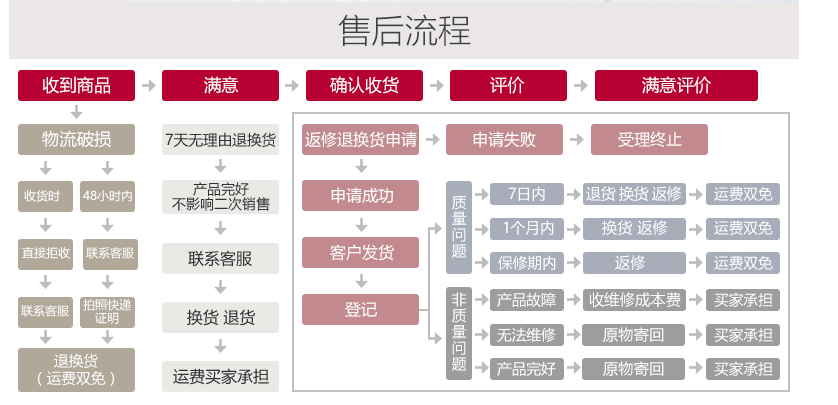 售后流程
收到商品
满意
确认收货
评价
满意评价
物流破损
收货时
48小时内
直接拒收
联系客服
联系客服
拍照快递
证明
退换货
（运费双免）
7天无理由退换货
产品完好
不影响二次销售
联系客服
换货 退货
运费买家承担
返修退换货申请
申请失败
受理终止
申请成功
客户发货
登记
质量问题
7日内
退货 换货 返修
运费双免
1个月内
换货 返修
运费双免
保修期内
返修
运费双免
非质量问题
产品故障
收维修成本费
买家承担
无法维修
原物寄回
买家承担
产品完好
原物寄回
买家承担